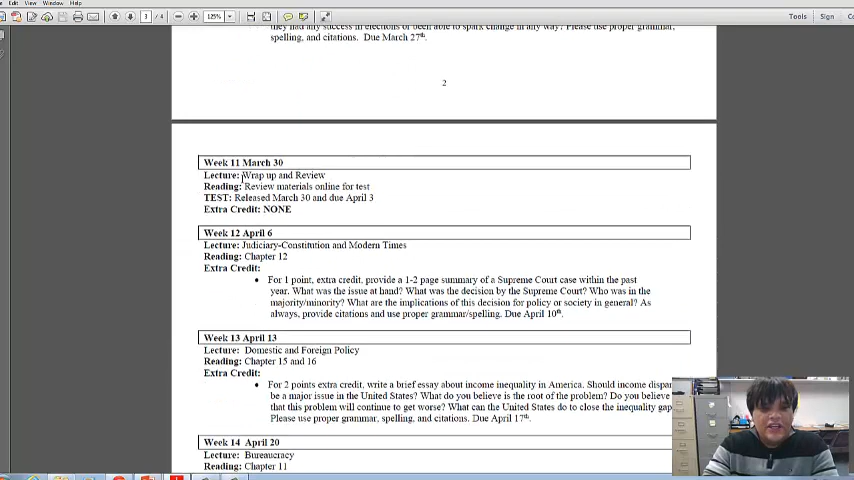 Edit View Window Help
3 / 4 125% Tools Sign
they had any success in elections or been able to spark change in any way? Please use proper grammar,
spelling, and citations. Due March 27th.
2
Week 11 March 30
Lecture: Wrap up and Review
Reading: Review materials online for test
TEST: Released March 30 and due April 3
Extra Credit: NONE
Week 12 April 6
Lecture: Judiciary-Constitution and Modern Times
Reading: Chapter 12
Extra Credit:
• For 1 point, extra credit, provide a 1-2 page summary of a Supreme Court case within the past
year. What was the issue at hand? What was the decision by the Supreme Court? Who was in the
majority/minority? What are the implications of this decision for policy or society in general? As
always, provide citations and use proper grammar/spelling. Due April 10th.
Week 13 April 13
Lecture: Domestic and Foreign Policy
Reading: Chapter 15 and 16
Extra Credit:
• For 2 points extra credit, write a brief essay about income inequality in America. Should income dispar
be a major issue in the United States? What do you believe is the root of the problem? Do you believe
that this problem will continue to get worse? What can the United States do to close the inequality gap
Please use proper grammar, spelling, and citations. Due April 17th.
Week 14 April 20
Lecture: Bureaucracy
Reading: Chapter 11